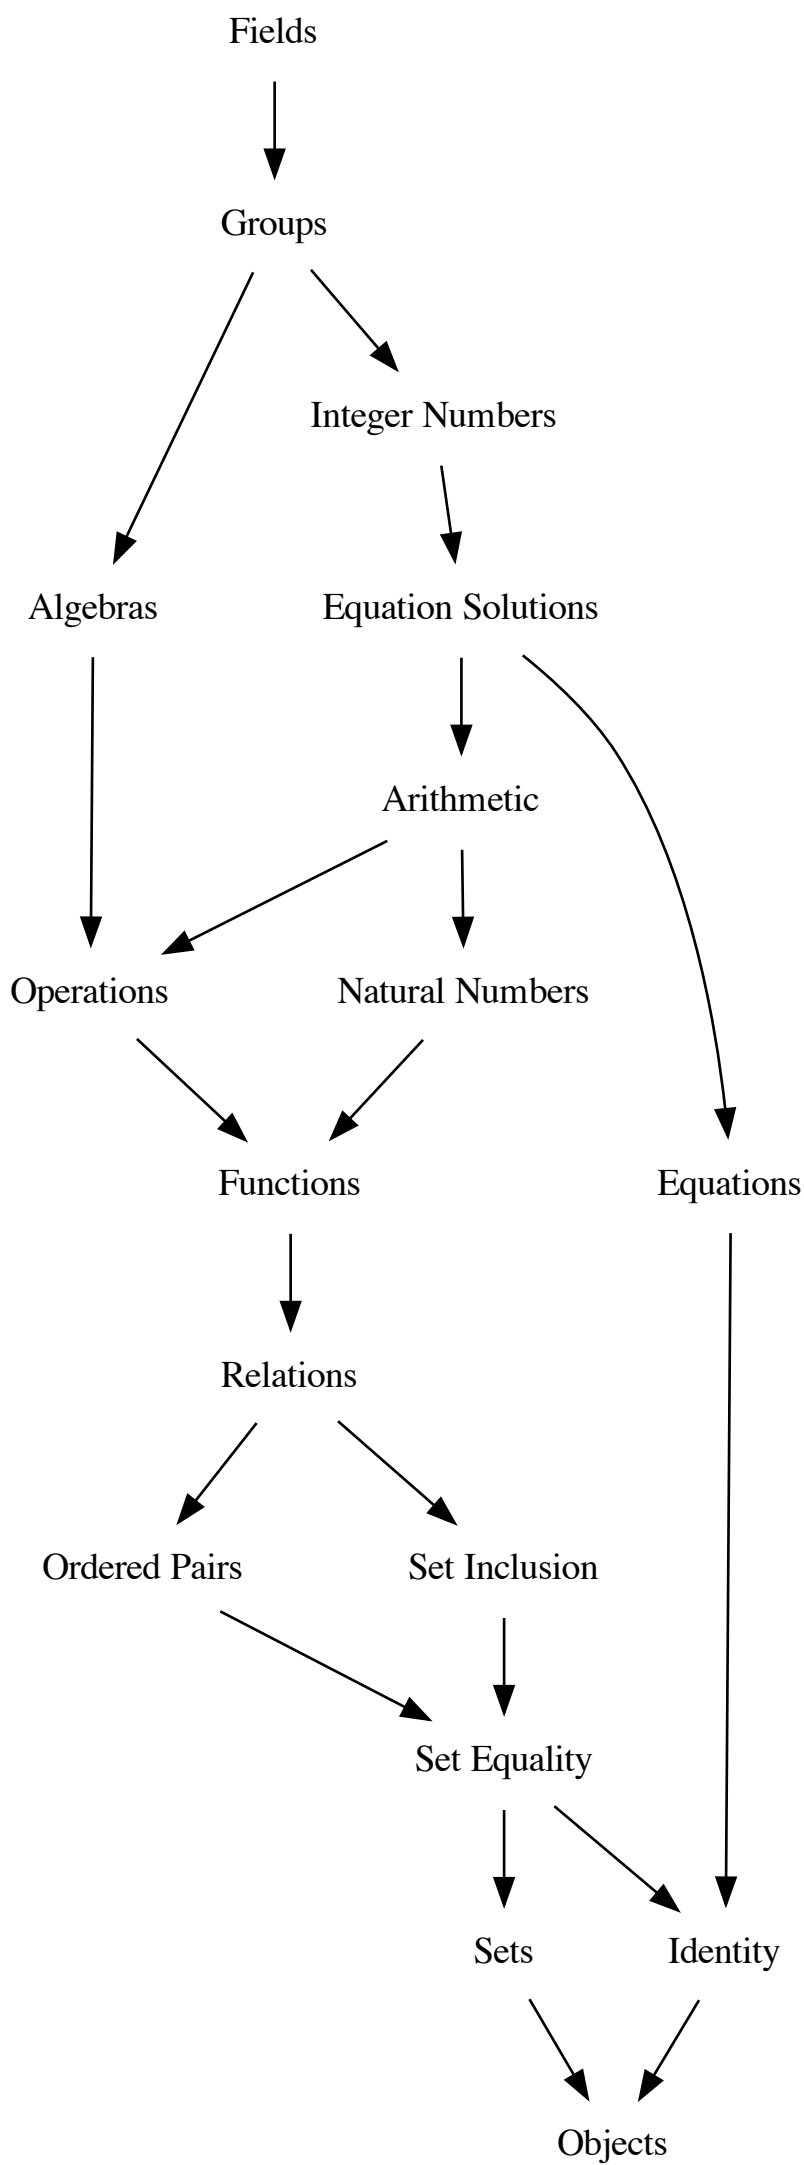 Fields
Groups
Integer Numbers
Algebras
Equation Solutions
Arithmetic
Operations
Natural Numbers
Functions
Equations
Relations
Ordered Pairs
Set Inclusion
Set Equality
Sets
Identity
Objects